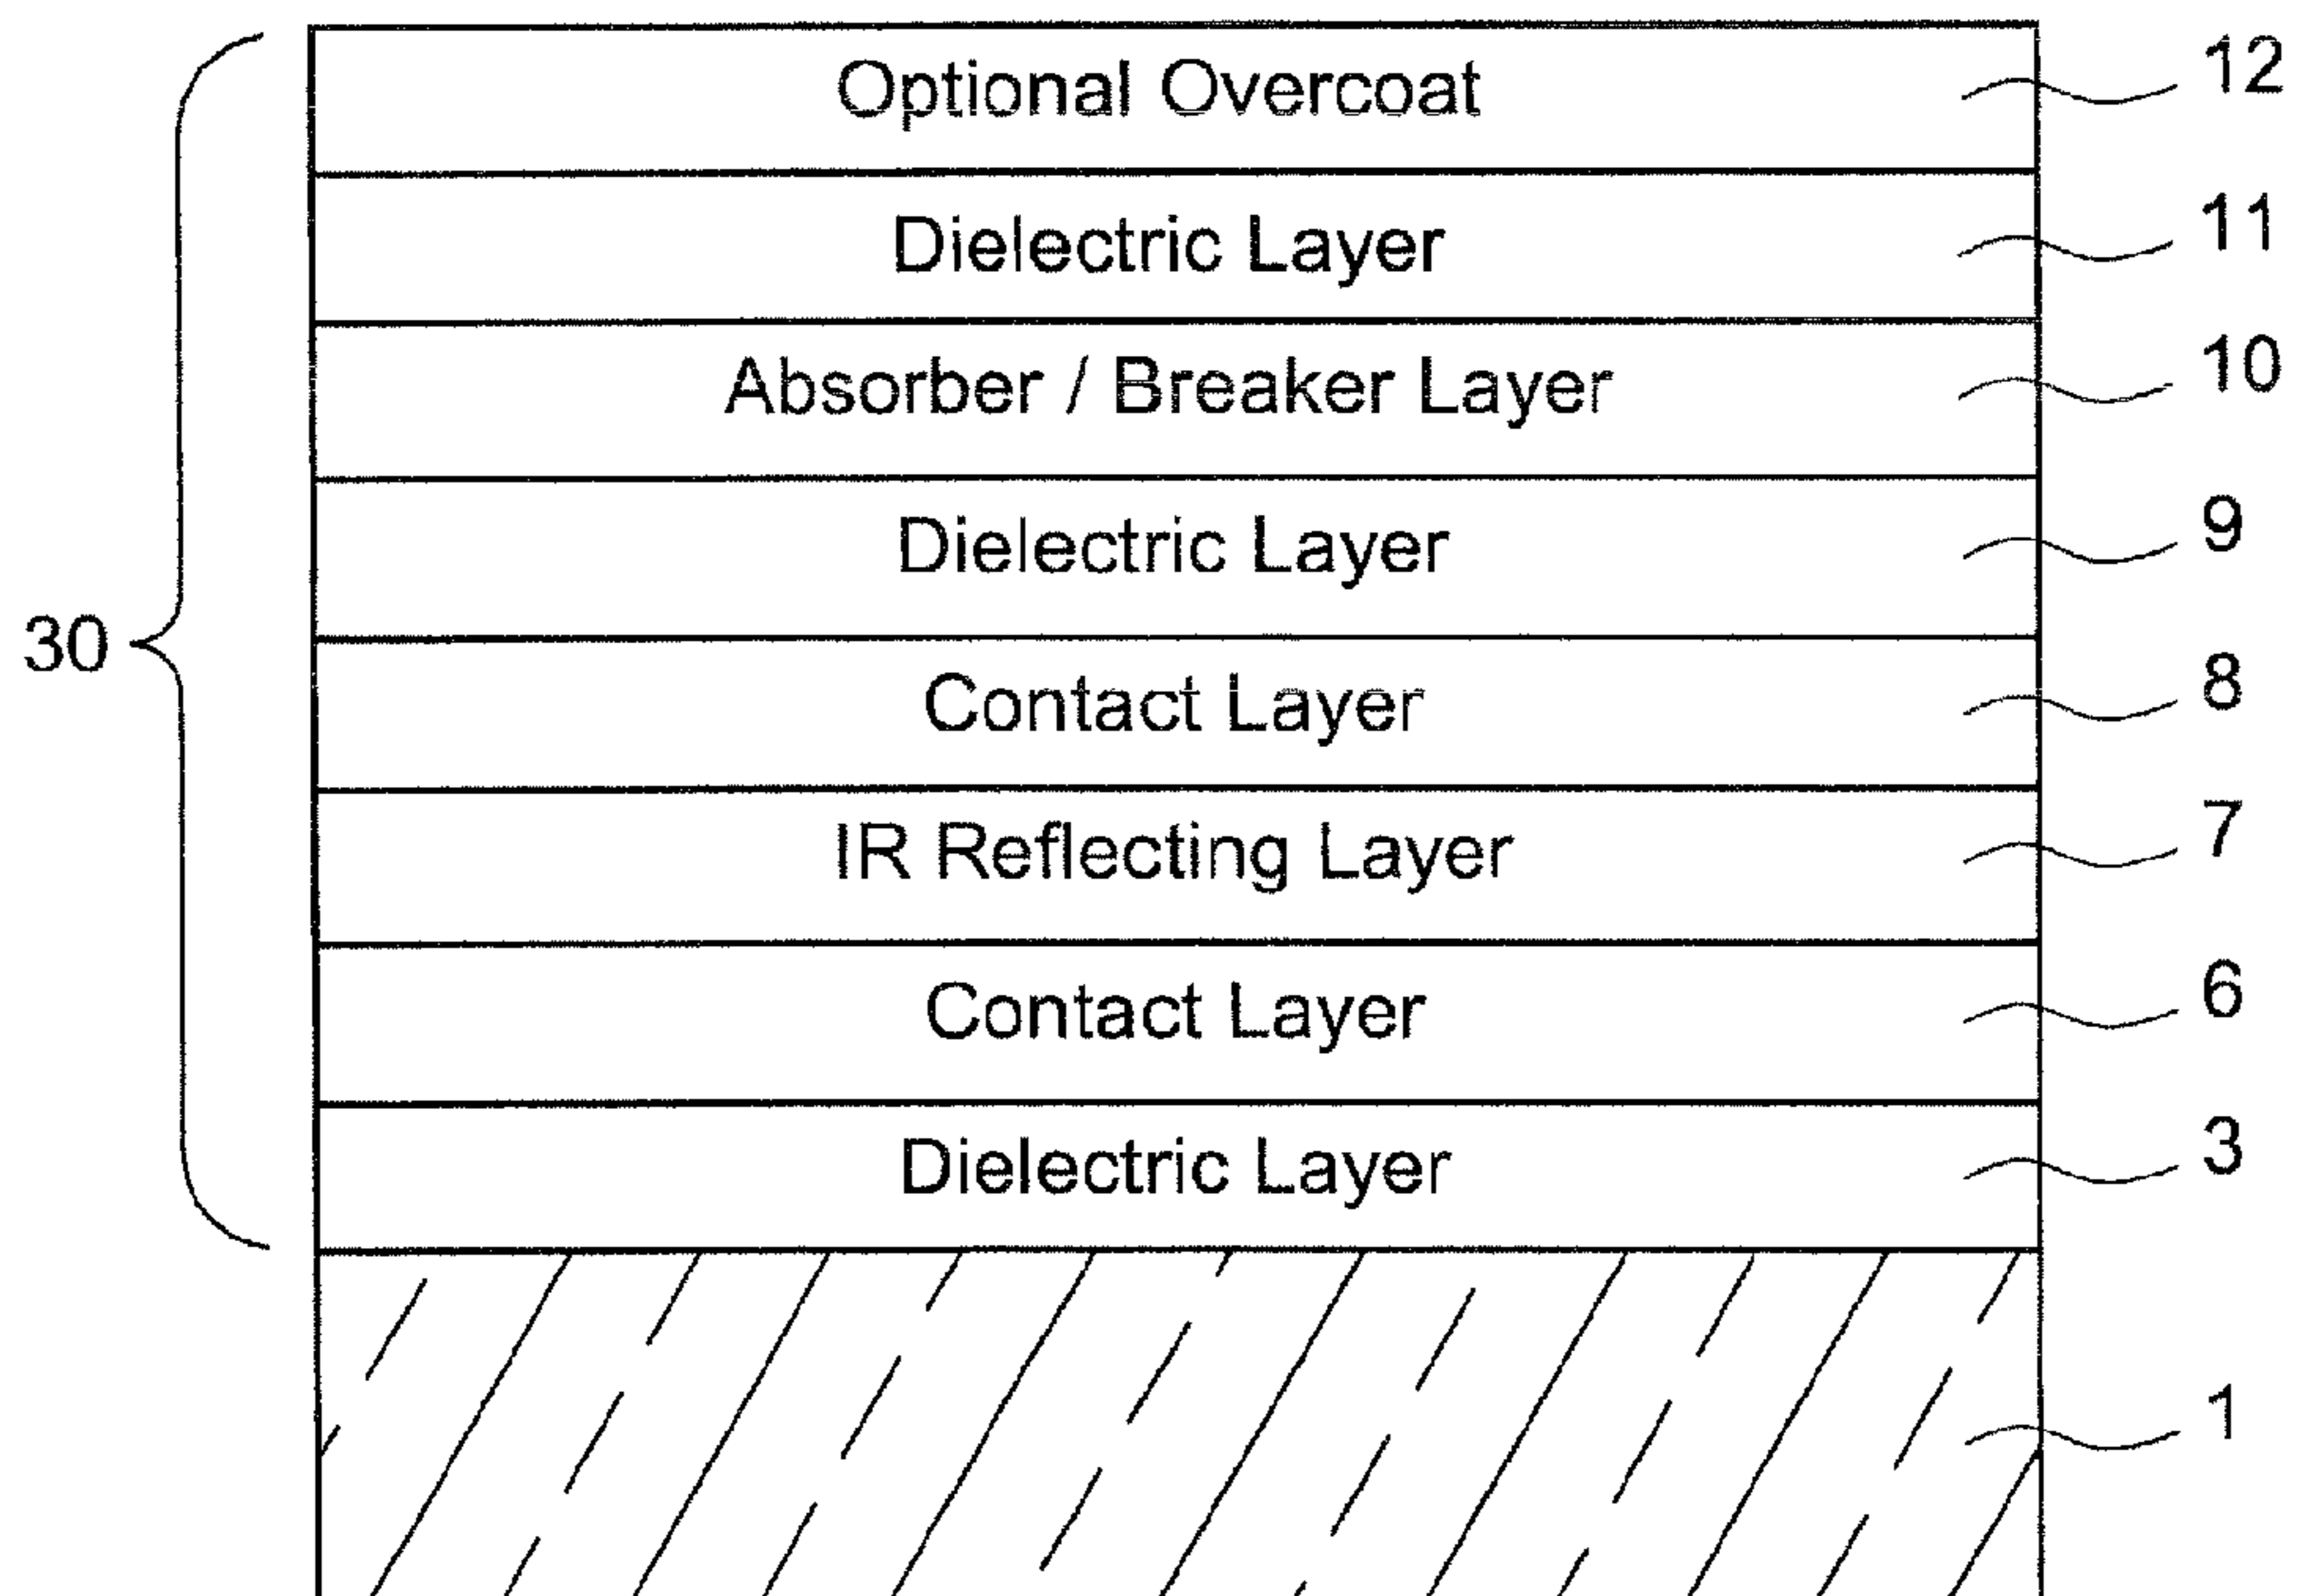 Optional Overcoat 12
Dielectric Layer 11
Absorber / Breaker Layer 10
Dielectric Layer 9
30
Contact Layer 8
IR Reflecting Layer 7
Contact Layer 6
Dielectric Layer 3
1